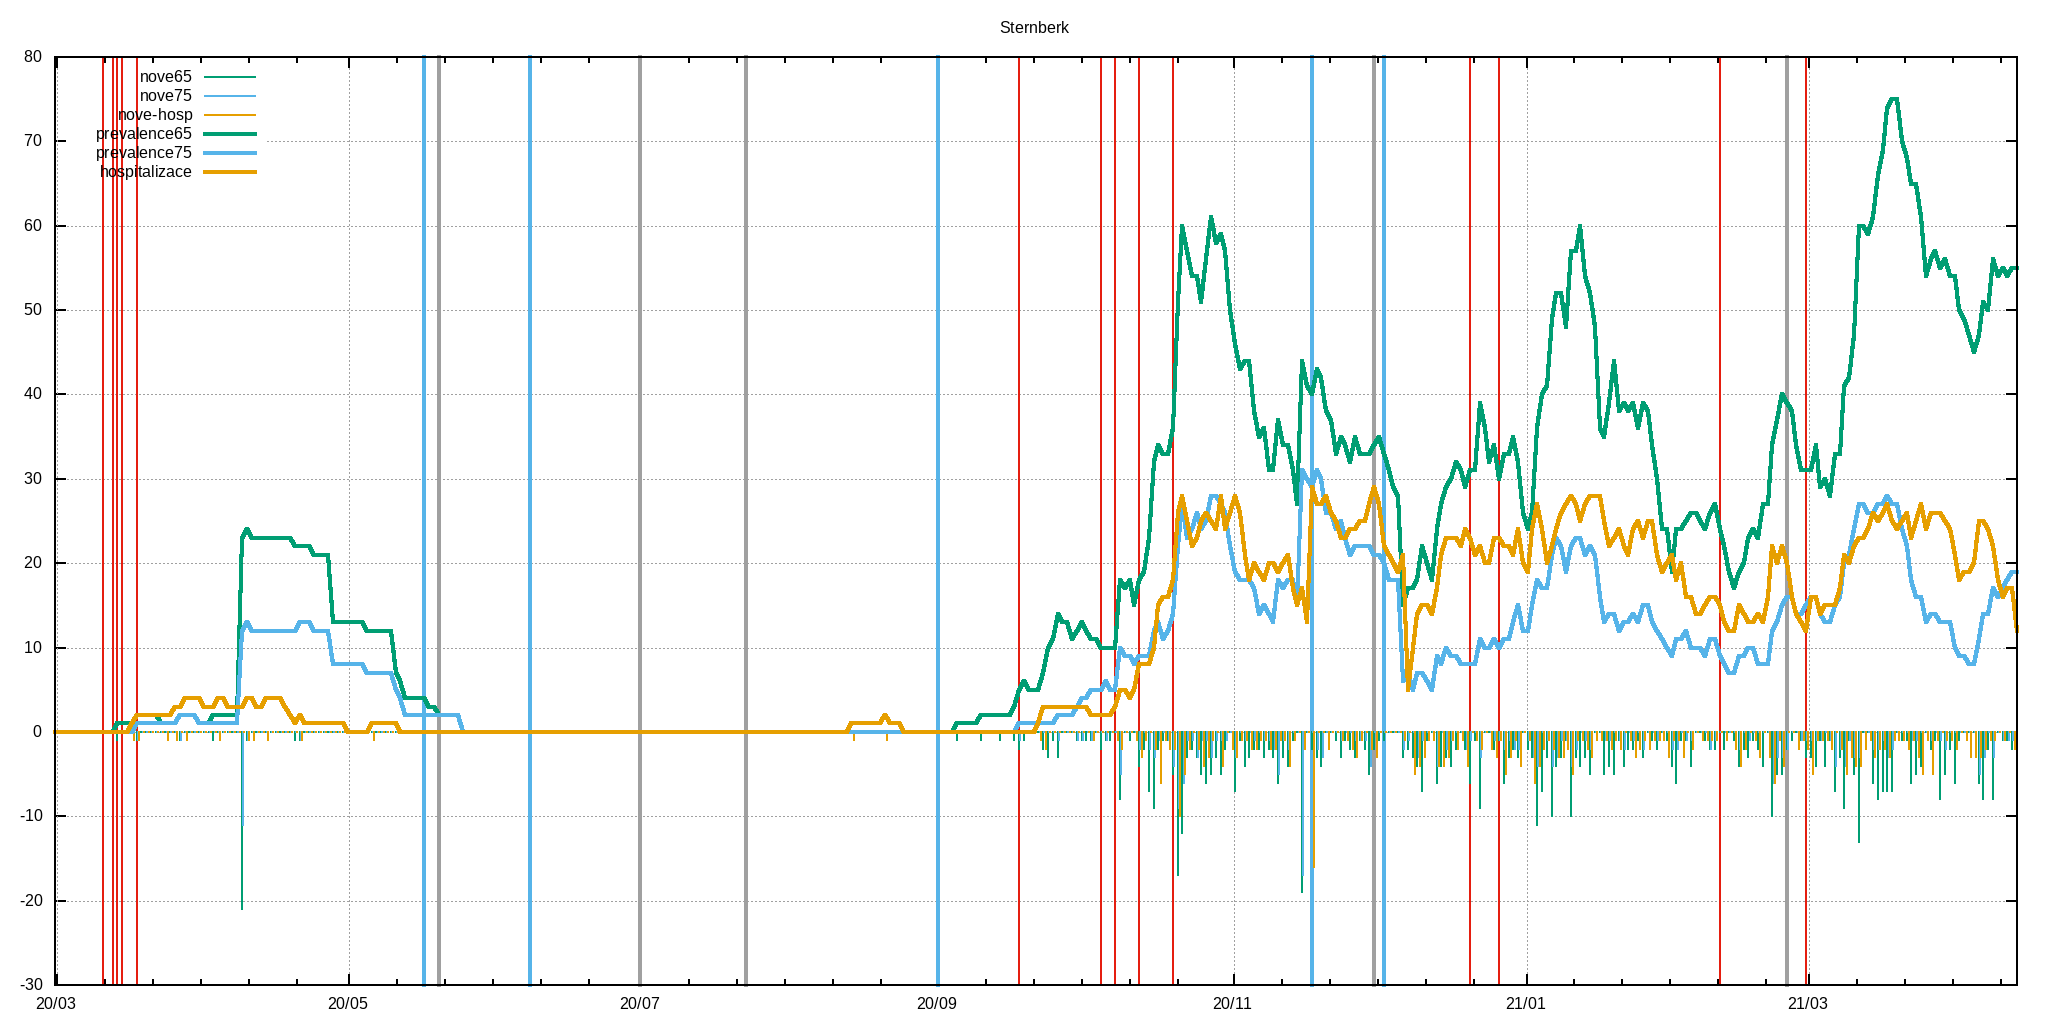 Sternberk
80
70
60
50
40
30
20
10
0
-10
-20
-30
nove65
nove75
nove-hosp
prevalence65
prevalence75
hospitalizace
20/03 20/05 20/07 20/09 20/11 21/01 21/03